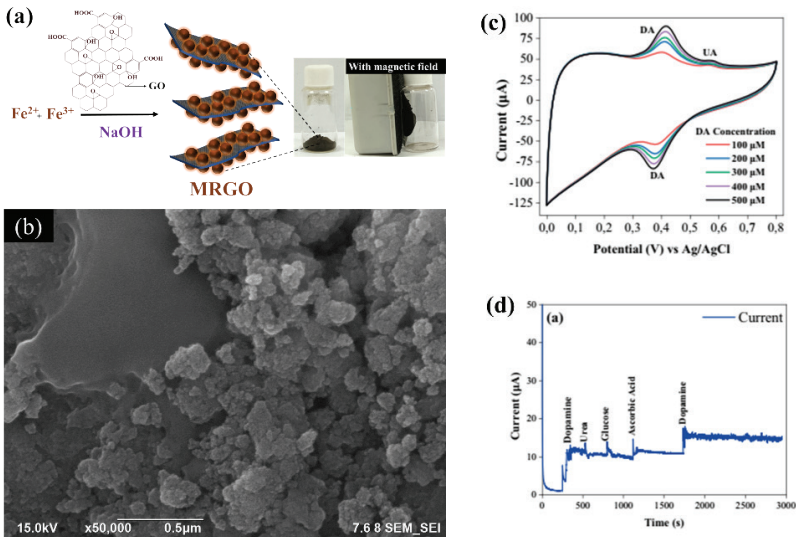 (a)
HOOC
OH
O
HOOC
OH
O
OH
O
COOH
OH
O
GO
Fe2+ + Fe3+
NaOH
MRGO
With magnetic field
(b)
15.0kV x50,000 0.5µm 7.6 8 SEM_SEI
(c)
Current (µA)
75
50
25
0
-25
-50
-75
-100
-125
DA
UA
DA
DA Concentration
100 µM
200 µM
300 µM
400 µM
500 µM
0,0 0,1 0,2 0,3 0,4 0,5 0,6 0,7 0,8
Potential (V) vs Ag/AgCl
(d)
(a)
Current
Current (µA)
50
40
30
20
10
0
Dopamine
Urea
Glucose
Ascorbic Acid
Dopamine
0 500 1000 1500 2000 2500 3000
Time (s)